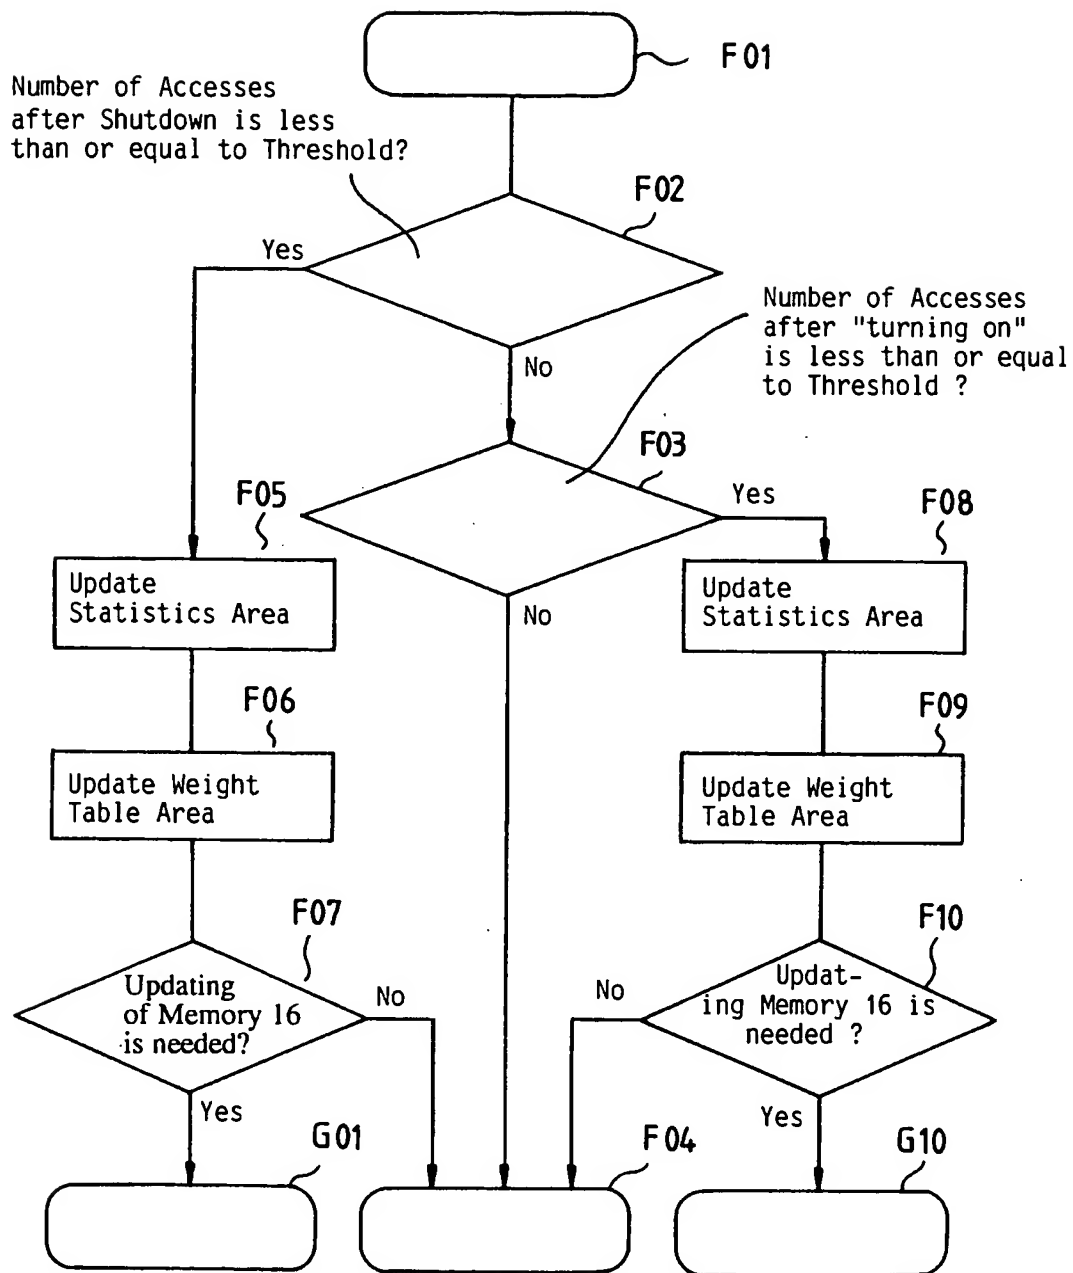 F01
Number of Accesses
after Shutdown is less
than or equal to Threshold?
F02
Yes
No
Number of Accesses
after "turning on"
is less than or equal
to Threshold ?
F03
Yes
No
F05
Update
Statistics Area
F08
Update
Statistics Area
F06
Update Weight
Table Area
F09
Update Weight
Table Area
F07
Updating
of Memory 16
is needed?
No
Yes
F10
Updat-
ing Memory 16 is
needed ?
No
Yes
G01
F04
G10